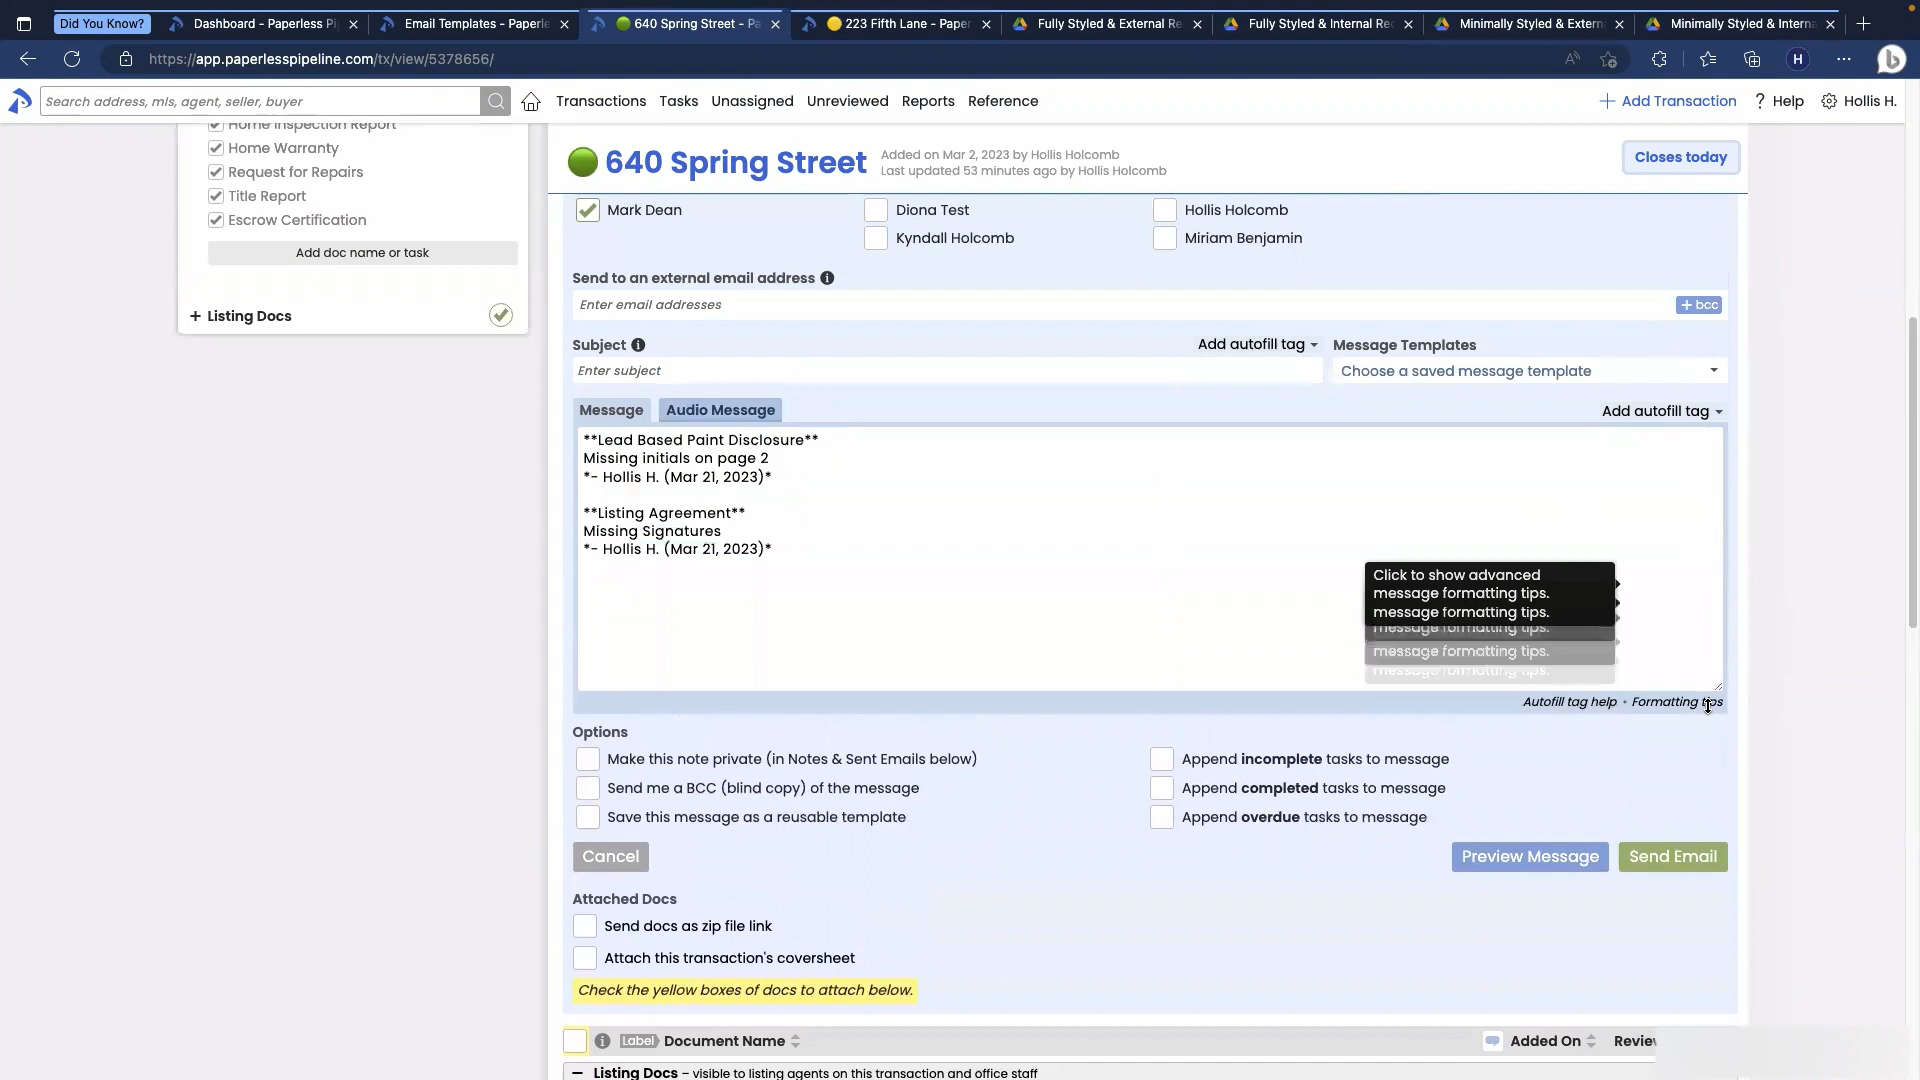 Did You Know?
Dashboard - Paperless Pi
Email Templates - Paperle
640 Spring Street - Pa
223 Fifth Lane - Paper
Fully Styled & External Re
Fully Styled & Internal Rec
Minimally Styled & Extern
Minimally Styled & Interna
https://app.paperlesspipeline.com/tx/view/5378656/
H
Search address, mls, agent, seller, buyer
Transactions
Tasks
Unassigned
Unreviewed
Reports
Reference
Add Transaction
? Help
Hollis H.
Home Inspection Report
Home Warranty
Request for Repairs
Title Report
Escrow Certification
Add doc name or task
+ Listing Docs
640 Spring Street
Added on Mar 2, 2023 by Hollis Holcomb
Last updated 53 minutes ago by Hollis Holcomb
Closes today
Mark Dean
Diona Test
Hollis Holcomb
Kyndall Holcomb
Miriam Benjamin
Send to an external email address
Enter email addresses
+ bcc
Subject
Add autofill tag
Message Templates
Enter subject
Choose a saved message template
Message
Audio Message
Add autofill tag
**Lead Based Paint Disclosure**
Missing initials on page 2
*- Hollis H. (Mar 21, 2023)*
**Listing Agreement**
Missing Signatures
*- Hollis H. (Mar 21, 2023)*
Click to show advanced
message formatting tips.
message formatting tips.
message formatting tips.
message formatting tips.
message formatting tips.
Autofill tag help • Formatting tips
Options
Make this note private (in Notes & Sent Emails below)
Append incomplete tasks to message
Send me a BCC (blind copy) of the message
Append completed tasks to message
Save this message as a reusable template
Append overdue tasks to message
Cancel
Preview Message
Send Email
Attached Docs
Send docs as zip file link
Attach this transaction's coversheet
Check the yellow boxes of docs to attach below.
Label
Document Name
Added On
Review
Listing Docs – visible to listing agents on this transaction and office staff